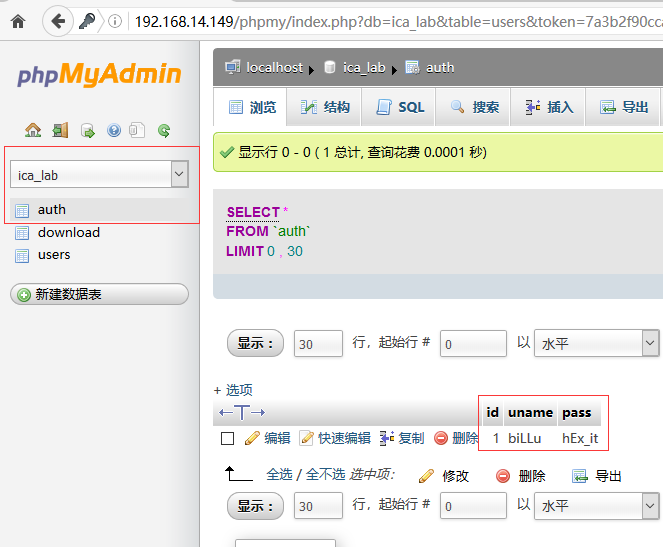 192.168.14.149/phpmy/index.php?db=ica_lab&table=users&token=7a3b2f90cc
phpMyAdmin
localhost ica_lab auth
浏览 结构 SQL 搜索 插入 导出
ica_lab
auth
download
users
新建数据表
显示行 0 - 0 ( 1 总计, 查询花费 0.0001 秒)
SELECT *
FROM `auth`
LIMIT 0 , 30
显示 : 30 行, 起始行 # 0 以 水平
+ 选项
←T→ id uname pass
编辑 快速编辑 复制 删除 1 biLLu hEx_it
全选 / 全不选 选中项: 修改 删除 导出
显示 : 30 行, 起始行 # 0 以 水平